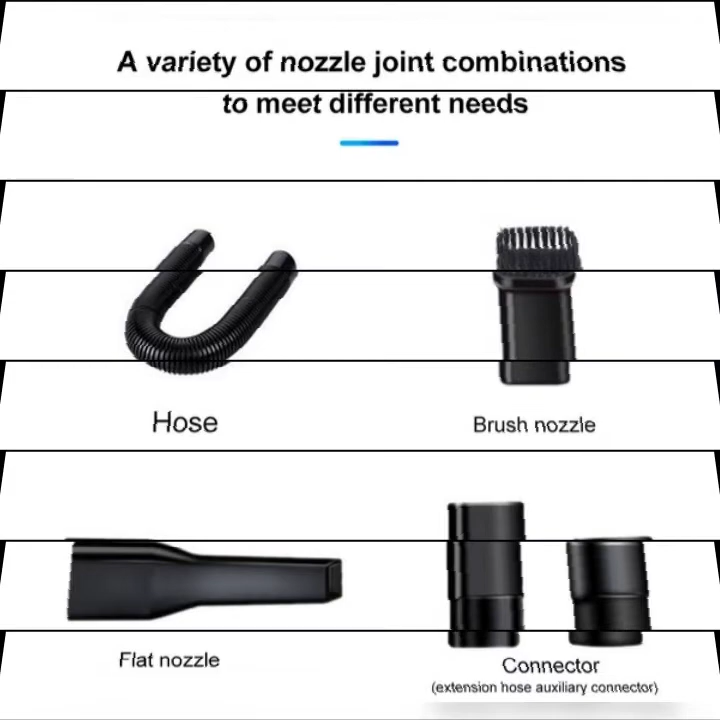 A variety of nozzle joint combinations
to meet different needs
Hose
Brush nozzle
Flat nozzle
Connector
(extension hose auxiliary connector)